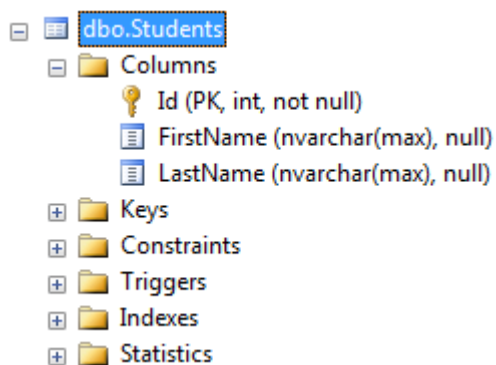 dbo.Students
Columns
Id (PK, int, not null)
FirstName (nvarchar(max), null)
LastName (nvarchar(max), null)
Keys
Constraints
Triggers
Indexes
Statistics